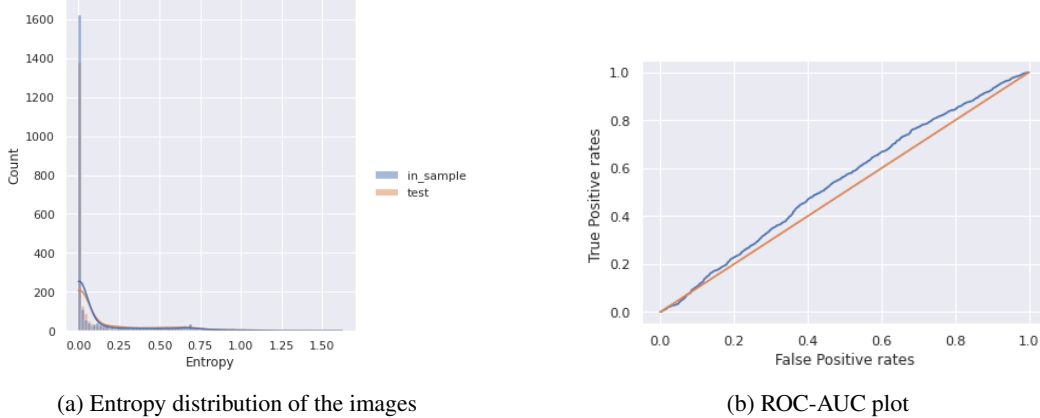 1600
1400
1200
1000
800
600
400
200
0
Count
0.00 0.25 0.50 0.75 1.00 1.25 1.50
Entropy
in_sample
test
(a) Entropy distribution of the images
1.0
0.8
0.6
0.4
0.2
0.0
True Positive rates
0.0 0.2 0.4 0.6 0.8 1.0
False Positive rates
(b) ROC-AUC plot